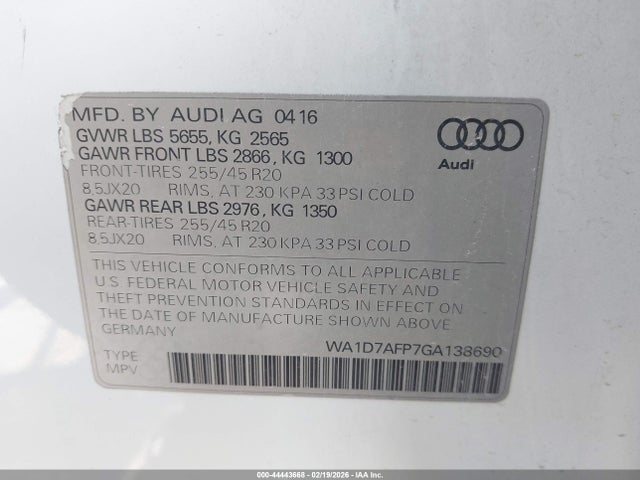 MFD. BY AUDI AG 04 16
GVWR LBS 5655, KG 2565
GAWR FRONT LBS 2866, KG 1300
FRONT-TIRES 255/45 R20
8,5JX20 RIMS, AT 230 KPA 33 PSI COLD
GAWR REAR LBS 2976, KG 1350
REAR-TIRES 255/45 R20
8,5JX20 RIMS, AT 230 KPA 33 PSI COLD
Audi
THIS VEHICLE CONFORMS TO ALL APPLICABLE
U.S. FEDERAL MOTOR VEHICLE SAFETY AND
THEFT PREVENTION STANDARDS IN EFFECT ON
THE DATE OF MANUFACTURE SHOWN ABOVE.
GERMANY
WA1D7AFP7GA138690
TYPE
MPV
000-44443668 - 02/19/2026 - IAA Inc.